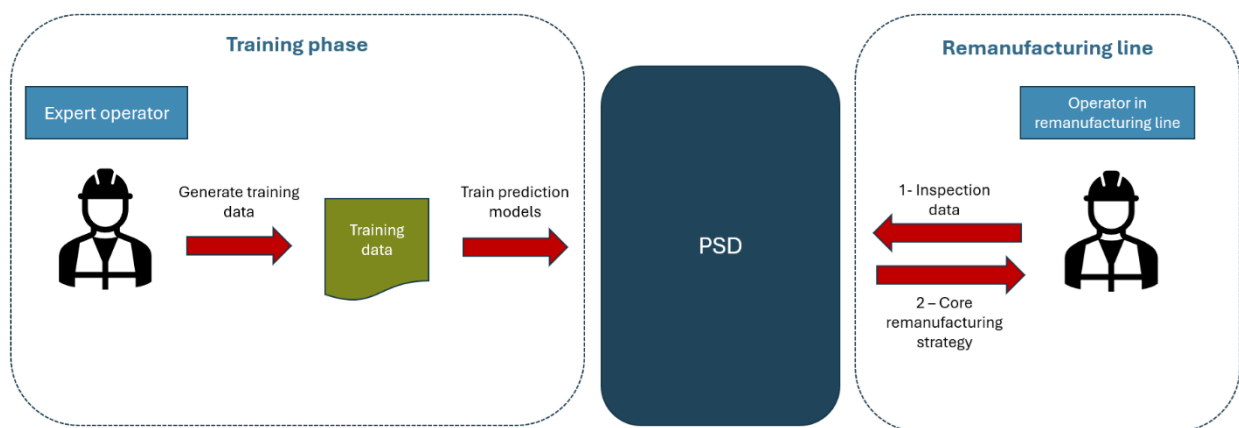 Training phase
Expert operator
Generate training
data
Training
data
Train prediction
models
PSD
Remanufacturing line
Operator in
remanufacturing line
1- Inspection
data
2 – Core
remanufacturing
strategy